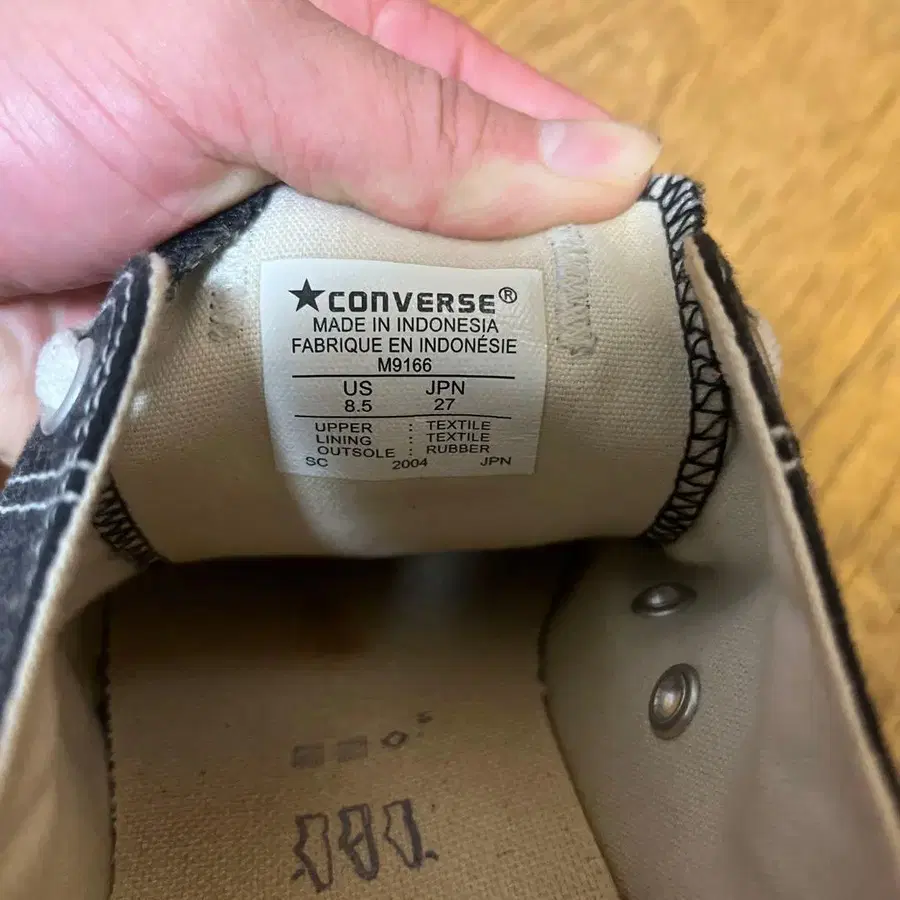 ★CONVERSE®
MADE IN INDONESIA
FABRIQUE EN INDONÉSIE
M9166
US JPN
8.5 27
UPPER : TEXTILE
LINING : TEXTILE
OUTSOLE : RUBBER
SC 2004 JPN